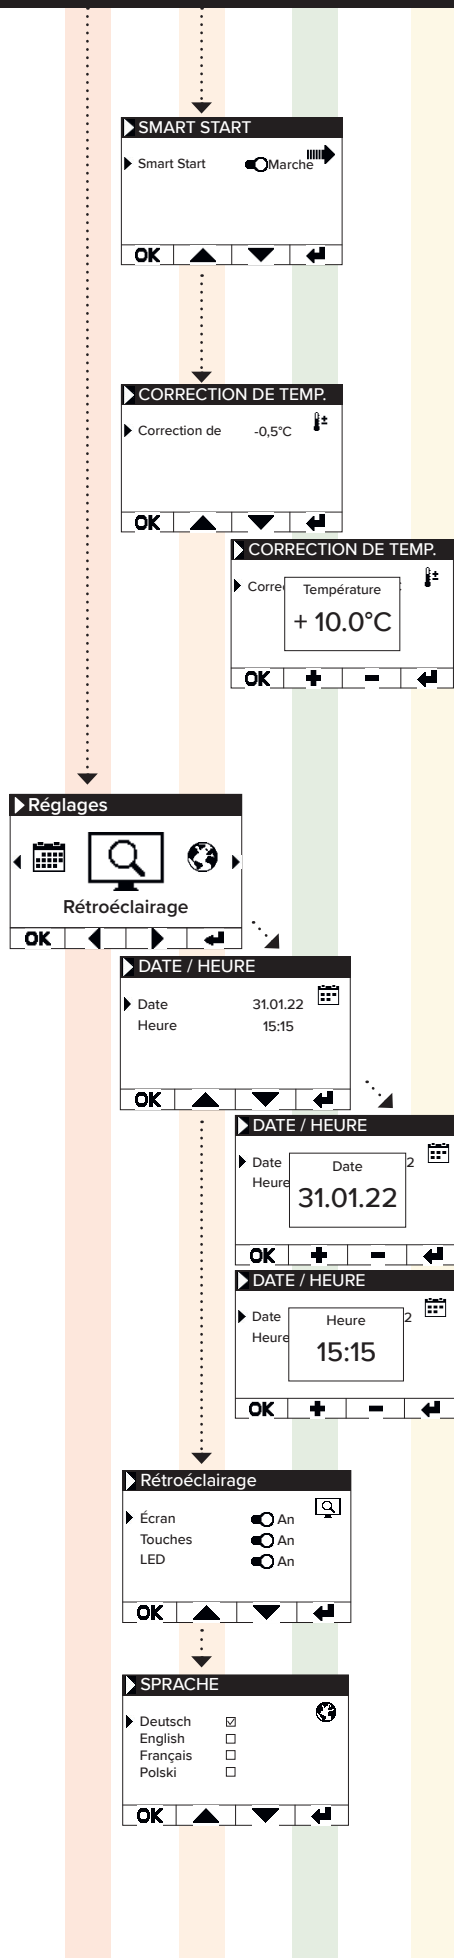 SMART START
Smart Start Marche
OK
CORRECTION DE TEMP.
Correction de -0,5°C
OK
CORRECTION DE TEMP.
Corre
Température
+ 10.0°C
OK + -
Réglages
Rétroéclairage
OK
DATE / HEURE
Date 31.01.22
Heure 15:15
OK
DATE / HEURE
Date 2
Heure
Date
31.01.22
OK + -
DATE / HEURE
Date 2
Heure
Heure
15:15
OK + -
Rétroéclairage
Écran An
Touches An
LED An
OK
SPRACHE
Deutsch ☑
English ☐
Français ☐
Polski ☐
OK